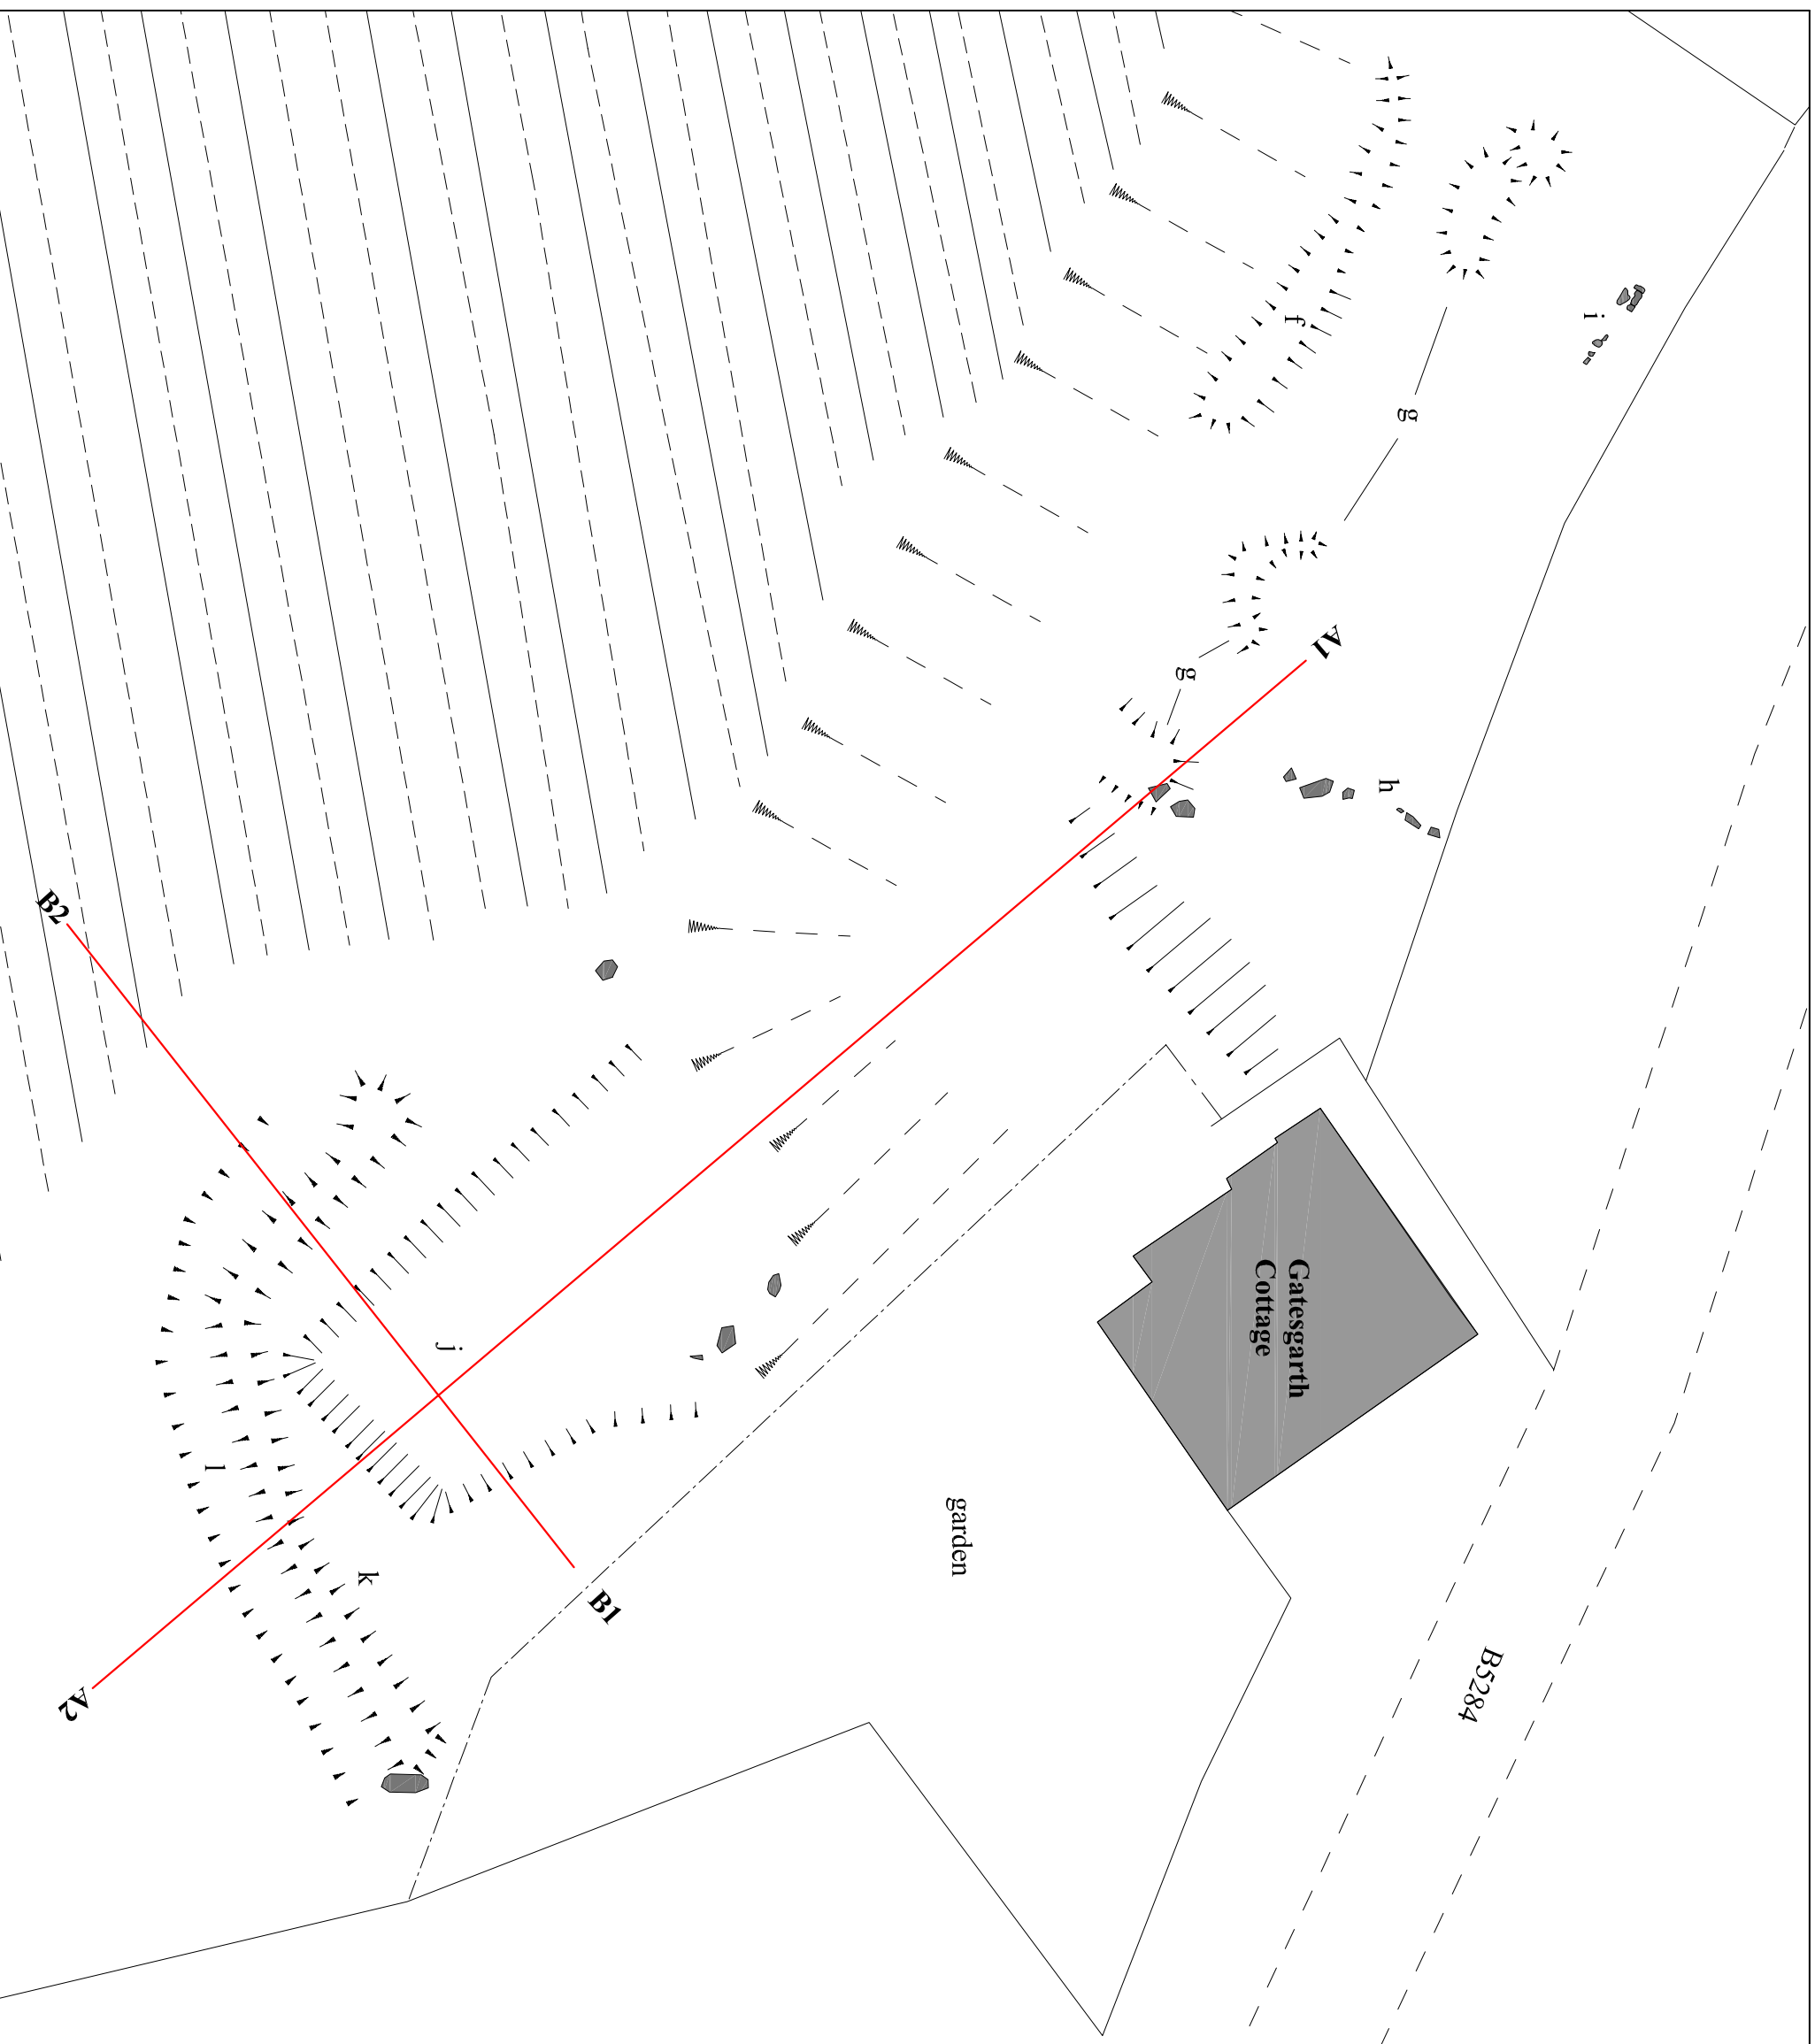 i
f
g
A1
g
h
B2
Gatesgarth
Cottage
j
l
garden
k
B1
B5284
A2